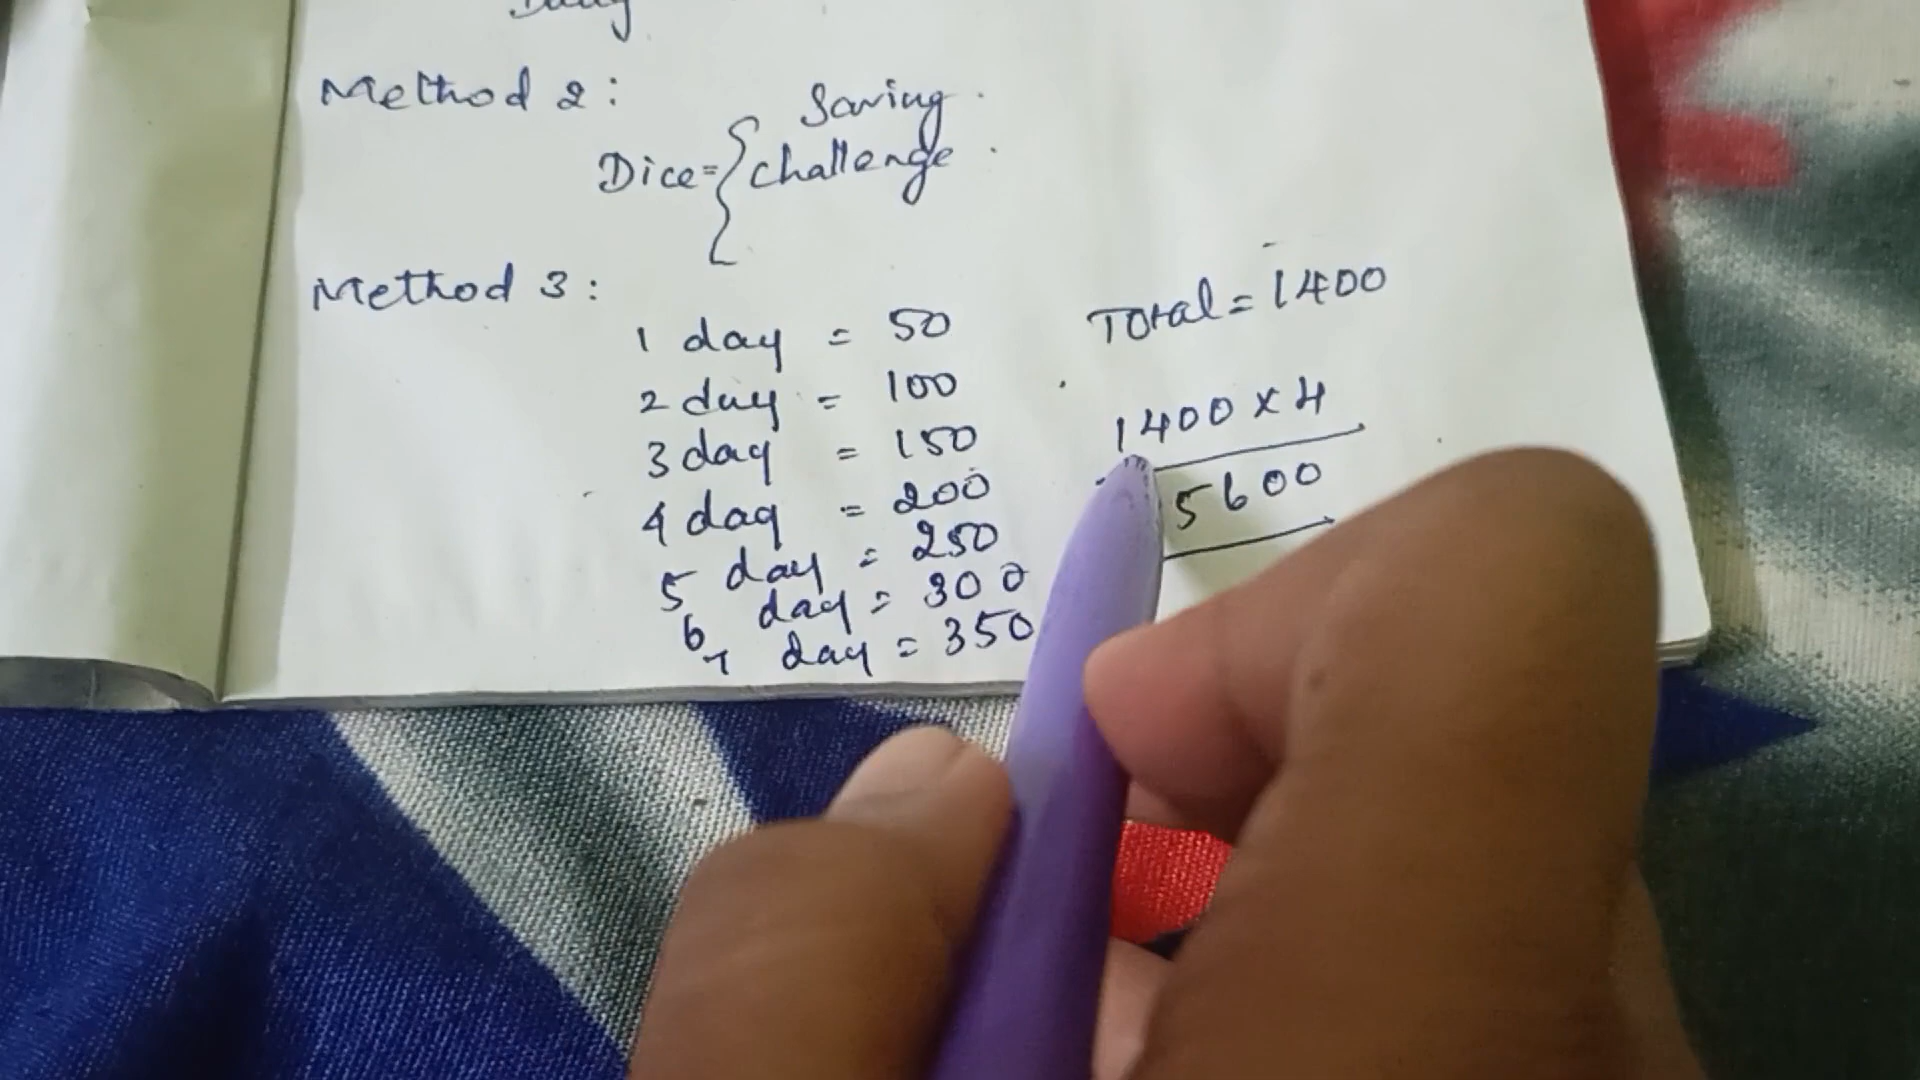 Method 2:
Saving
Dice = { challenge
Method 3:
1 day = 50
2 day = 100
3 day = 150
4 day = 200
5 day = 250
6 day = 300
7 day = 350
Total = 1400
1400 x 4
5600